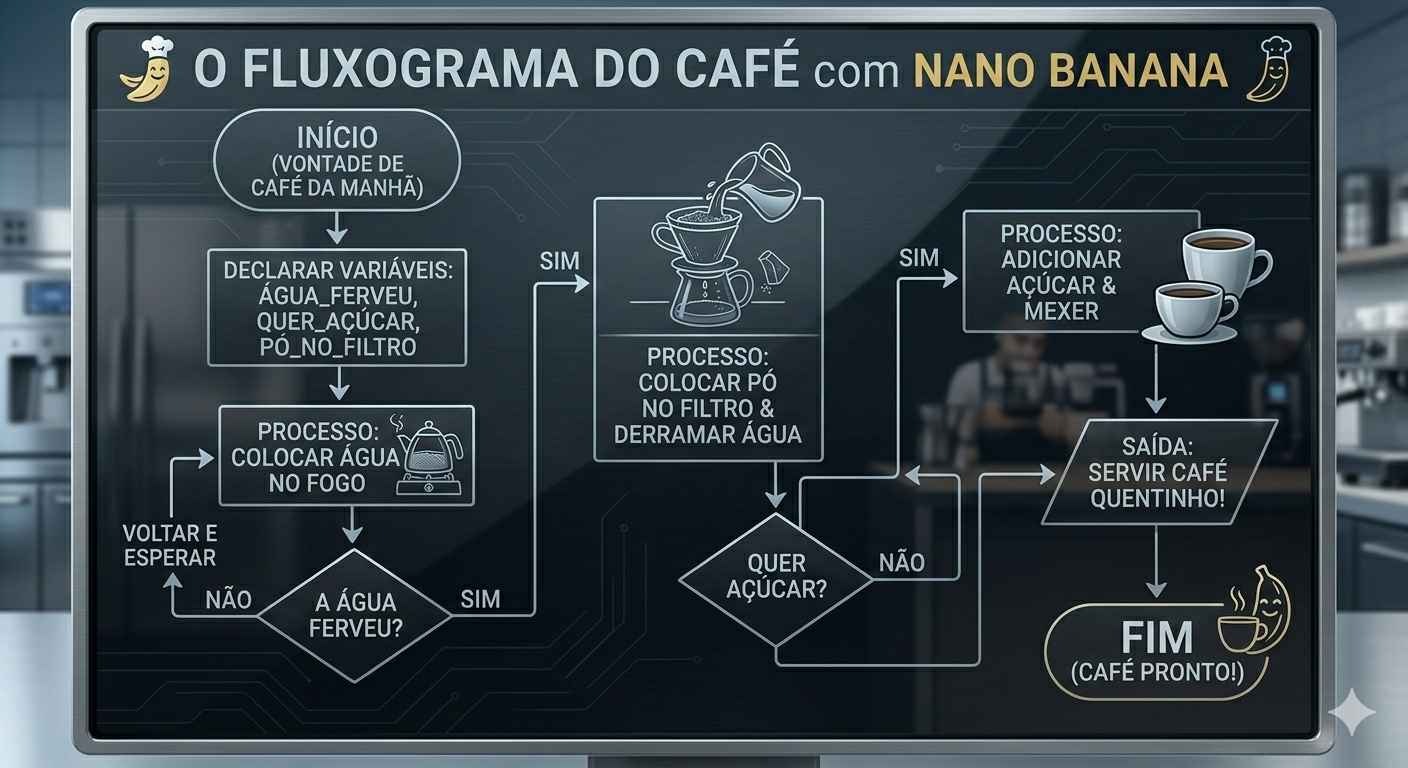 O FLUXOGRAMA DO CAFÉ com NANO BANANA
INÍCIO
(VONTADE DE
CAFÉ DA MANHÃ)
DECLARAR VARIÁVEIS:
ÁGUA_FERVEU,
QUER_AÇÚCAR,
PÓ_NO_FILTRO
PROCESSO:
COLOCAR ÁGUA
NO FOGO
VOLTAR E
ESPERAR
NÃO
A ÁGUA
FERVEU?
SIM
SIM
PROCESSO:
COLOCAR PÓ
NO FILTRO &
DERRAMAR ÁGUA
QUER
AÇÚCAR?
NÃO
SIM
PROCESSO:
ADICIONAR
AÇÚCAR &
MEXER
SAÍDA:
SERVIR CAFÉ
QUENTINHO!
FIM
(CAFÉ PRONTO!)